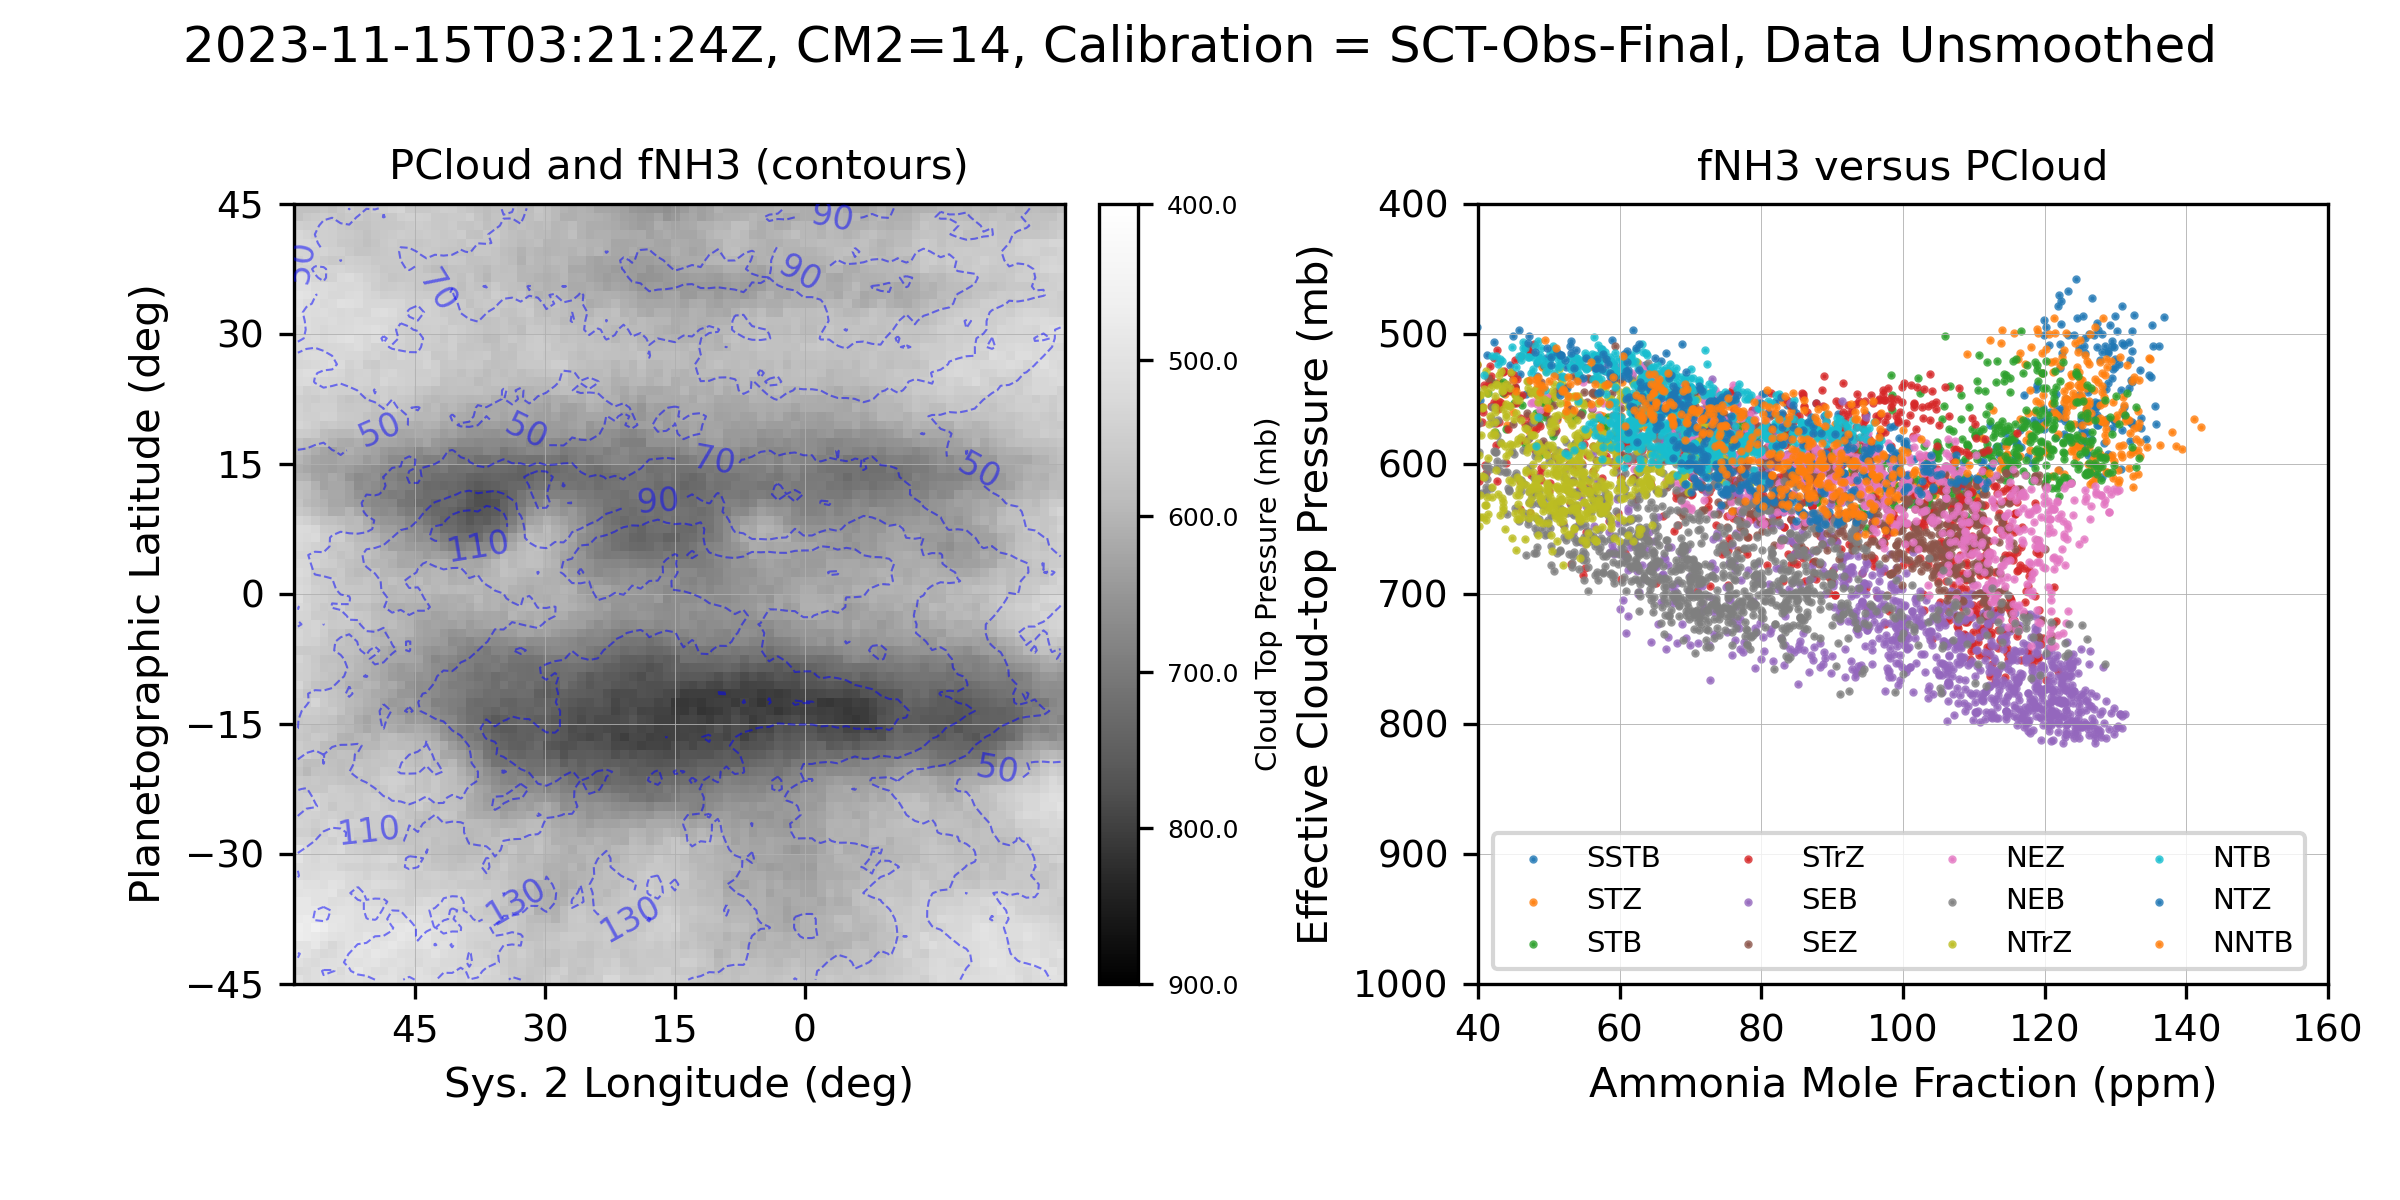 2023-11-15T03:21:24Z, CM2=14, Calibration = SCT-Obs-Final, Data Unsmoothed
PCloud and fNH3 (contours)
Planetographic Latitude (deg)
45
30
15
0
−15
−30
−45
90
50
90
70
50
50
70
50
90
110
50
110
130
130
45
30
15
0
Sys. 2 Longitude (deg)
400.0
500.0
600.0
700.0
800.0
900.0
Cloud Top Pressure (mb)
fNH3 versus PCloud
Effective Cloud-top Pressure (mb)
400
500
600
700
800
900
1000
SSTB
STZ
STB
STrZ
SEB
SEZ
NEZ
NEB
NTrZ
NTB
NTZ
NNTB
40
60
80
100
120
140
160
Ammonia Mole Fraction (ppm)